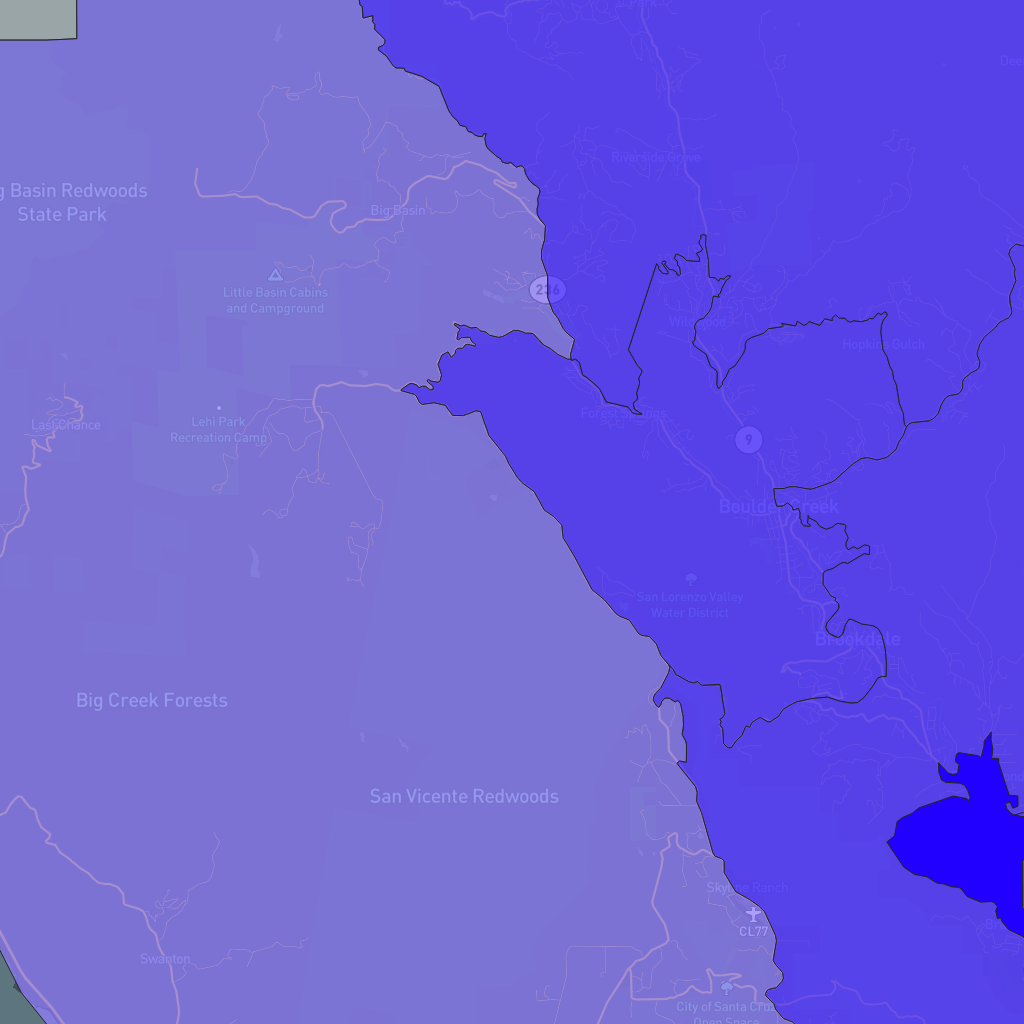 Park
Riverside Grove
g Basin Redwoods
State Park
Big Basin
Little Basin Cabins
and Campground
236
Wildwood
Hopkins Gulch
Last Chance
Lehi Park
Recreation Camp
9
Boulder Creek
San Lorenzo Valley
Water District
Brookdale
Big Creek Forests
San Vicente Redwoods
Skyline Ranch
CL77
Swanton
City of Santa Cruz
Open Space